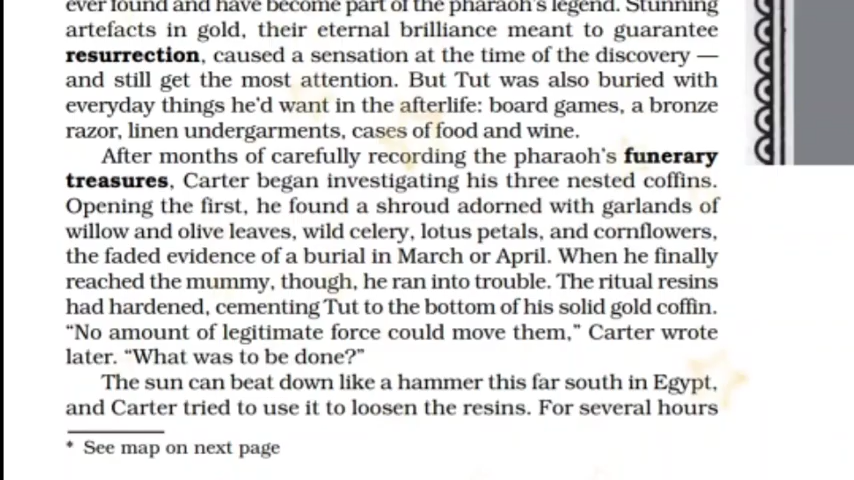 ever found and have become part of the pharaoh's legend. Stunning
artefacts in gold, their eternal brilliance meant to guarantee
resurrection, caused a sensation at the time of the discovery —
and still get the most attention. But Tut was also buried with
everyday things he'd want in the afterlife: board games, a bronze
razor, linen undergarments, cases of food and wine.
After months of carefully recording the pharaoh's funerary
treasures, Carter began investigating his three nested coffins.
Opening the first, he found a shroud adorned with garlands of
willow and olive leaves, wild celery, lotus petals, and cornflowers,
the faded evidence of a burial in March or April. When he finally
reached the mummy, though, he ran into trouble. The ritual resins
had hardened, cementing Tut to the bottom of his solid gold coffin.
“No amount of legitimate force could move them,” Carter wrote
later. “What was to be done?”
The sun can beat down like a hammer this far south in Egypt,
and Carter tried to use it to loosen the resins. For several hours
* See map on next page